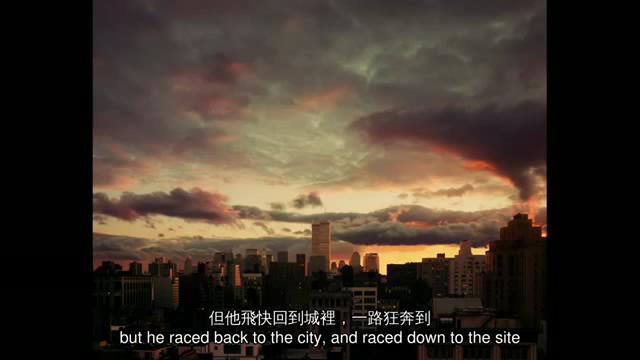 但他飛快回到城裡，一路狂奔到
but he raced back to the city, and raced down to the site